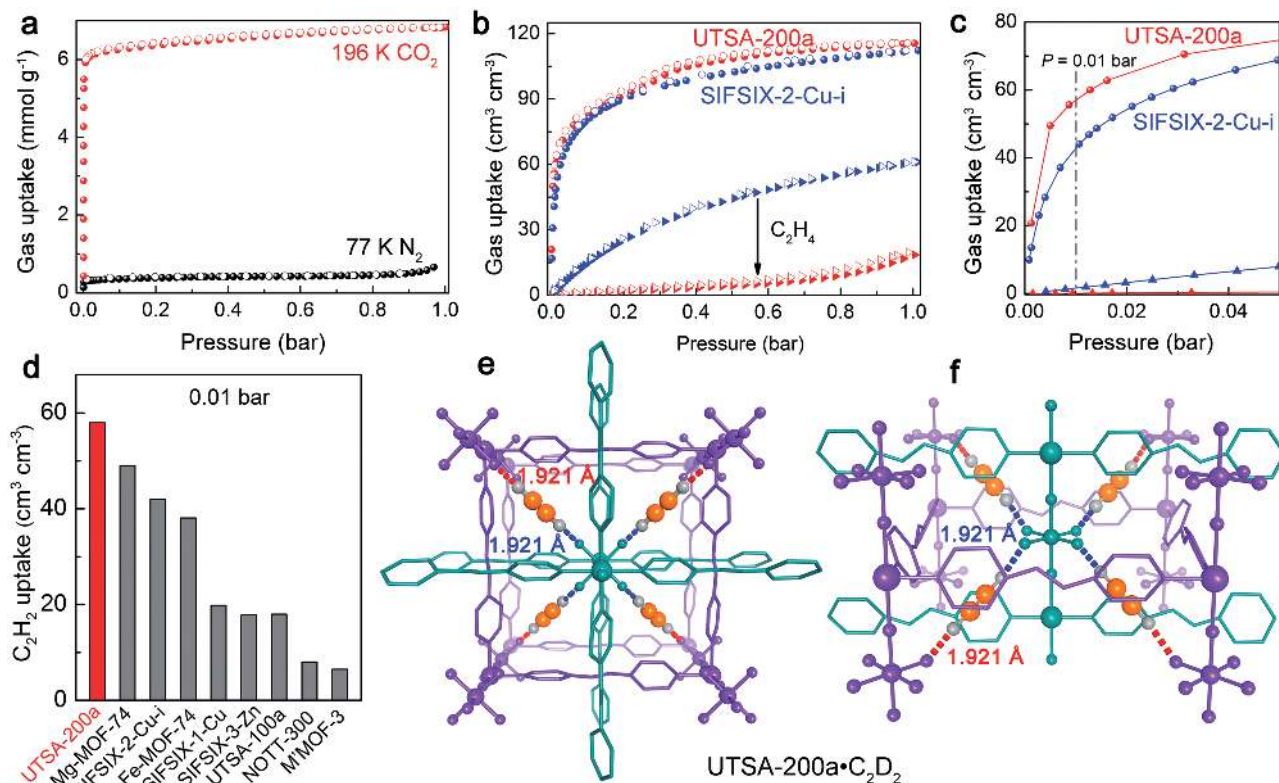 a
Gas uptake (mmol g⁻¹)
6
4
2
0
196 K CO₂
77 K N₂
0.0 0.2 0.4 0.6 0.8 1.0
Pressure (bar)
b
Gas uptake (cm³ cm⁻³)
120
90
60
30
0
UTSA-200a
SIFSIX-2-Cu-i
C₂H₄
0.0 0.2 0.4 0.6 0.8 1.0
Pressure (bar)
c
Gas uptake (cm³ cm⁻³)
80
60
40
20
0
UTSA-200a
P = 0.01 bar
SIFSIX-2-Cu-i
0.00 0.02 0.04
Pressure (bar)
d
C₂H₂ uptake (cm³ cm⁻³)
60
40
20
0
0.01 bar
UTSA-200a
Mg-MOF-74
IFSIX-2-Cu-i
Fe-MOF-74
SIFSIX-1-Cu
SIFSIX-3-Zn
UTSA-100a
NOTT-300
M'MOF-3
e
1.921 Å
1.921 Å
f
1.921 Å
1.921 Å
UTSA-200a•C₂D₂